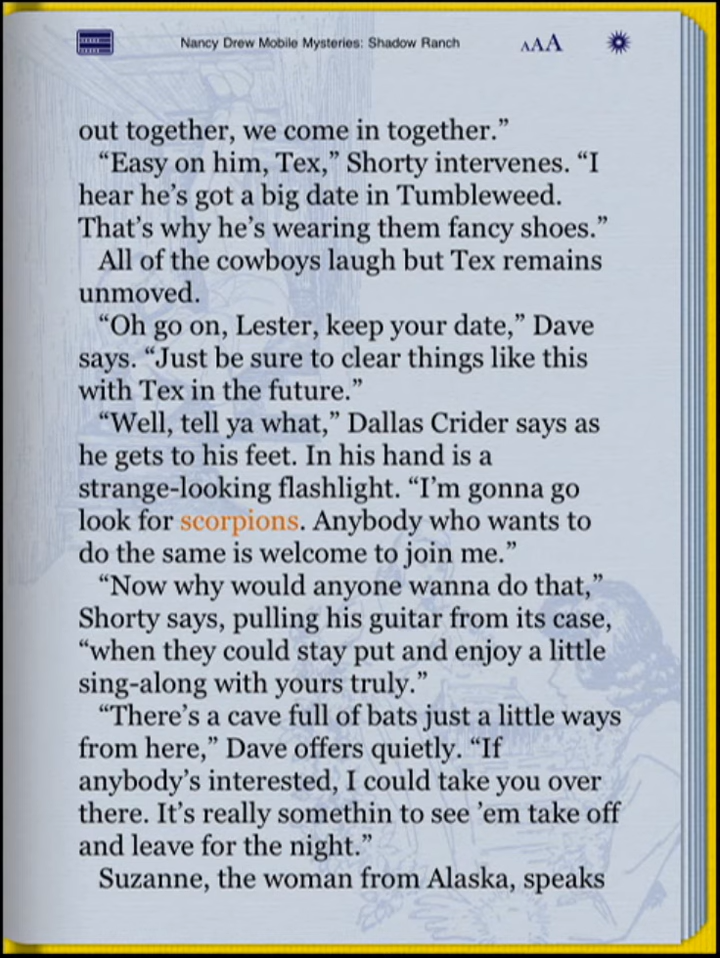 Nancy Drew Mobile Mysteries: Shadow Ranch
AAA
out together, we come in together.”
“Easy on him, Tex,” Shorty intervenes. “I
hear he’s got a big date in Tumbleweed.
That’s why he’s wearing them fancy shoes.”
All of the cowboys laugh but Tex remains
unmoved.
“Oh go on, Lester, keep your date,” Dave
says. “Just be sure to clear things like this
with Tex in the future.”
“Well, tell ya what,” Dallas Crider says as
he gets to his feet. In his hand is a
strange-looking flashlight. “I’m gonna go
look for scorpions. Anybody who wants to
do the same is welcome to join me.”
“Now why would anyone wanna do that,”
Shorty says, pulling his guitar from its case,
“when they could stay put and enjoy a little
sing-along with yours truly.”
“There’s a cave full of bats just a little ways
from here,” Dave offers quietly. “If
anybody’s interested, I could take you over
there. It’s really somethin to see ’em take off
and leave for the night.”
Suzanne, the woman from Alaska, speaks